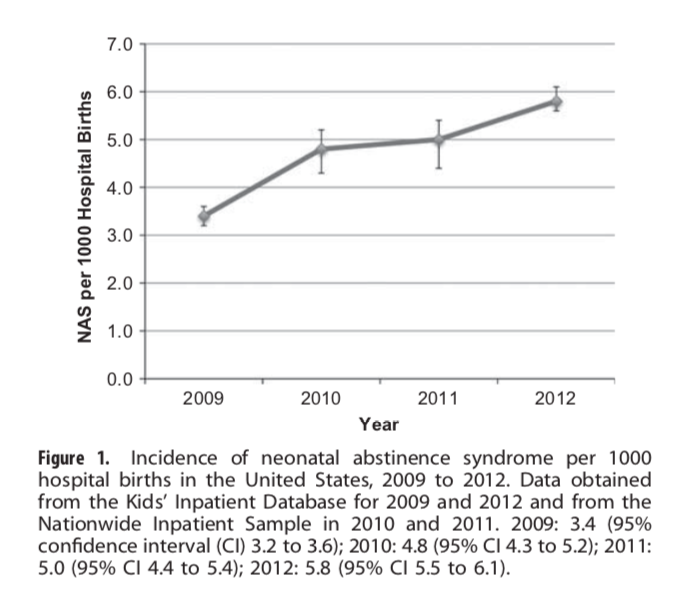 7.0
6.0
5.0
4.0
3.0
2.0
1.0
0.0
NAS per 1000 Hospital Births
2009 2010 2011 2012
Year
Figure 1. Incidence of neonatal abstinence syndrome per 1000
hospital births in the United States, 2009 to 2012. Data obtained
from the Kids' Inpatient Database for 2009 and 2012 and from the
Nationwide Inpatient Sample in 2010 and 2011. 2009: 3.4 (95%
confidence interval (CI) 3.2 to 3.6); 2010: 4.8 (95% CI 4.3 to 5.2); 2011:
5.0 (95% CI 4.4 to 5.4); 2012: 5.8 (95% CI 5.5 to 6.1).